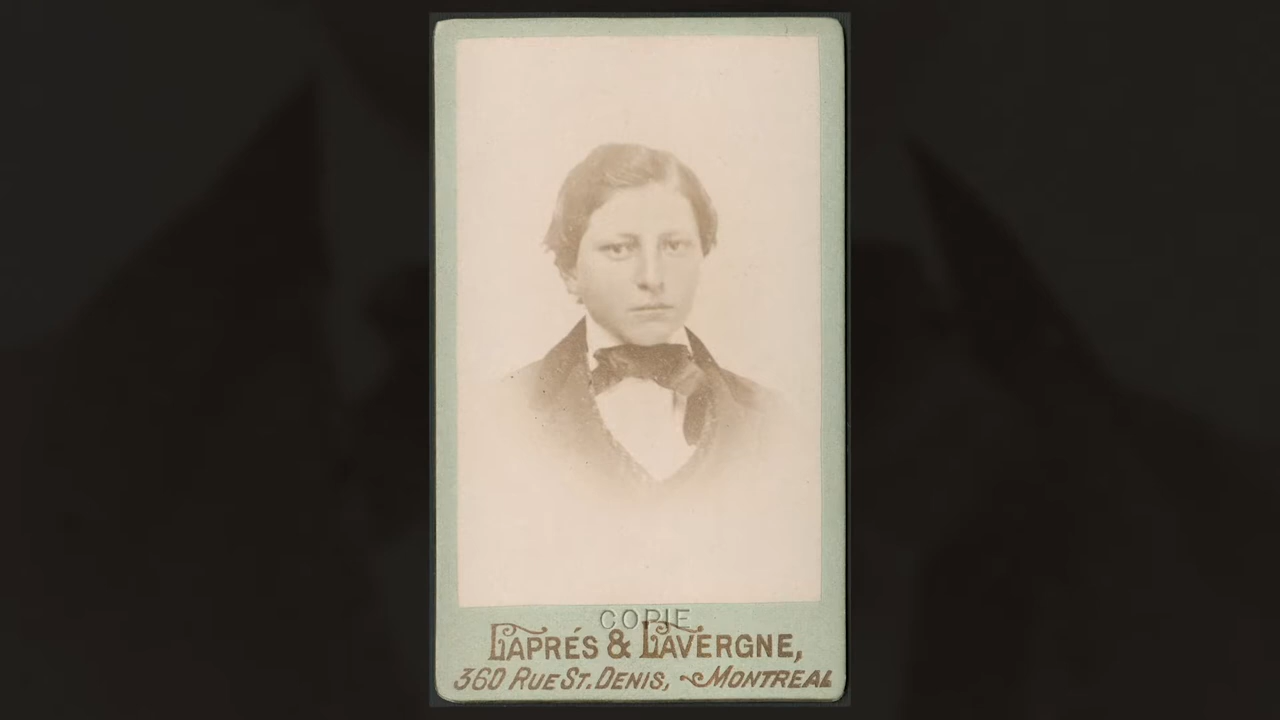 COPIE
LAPRÉS & LAVERGNE,
360 RUE ST. DENIS, MONTREAL